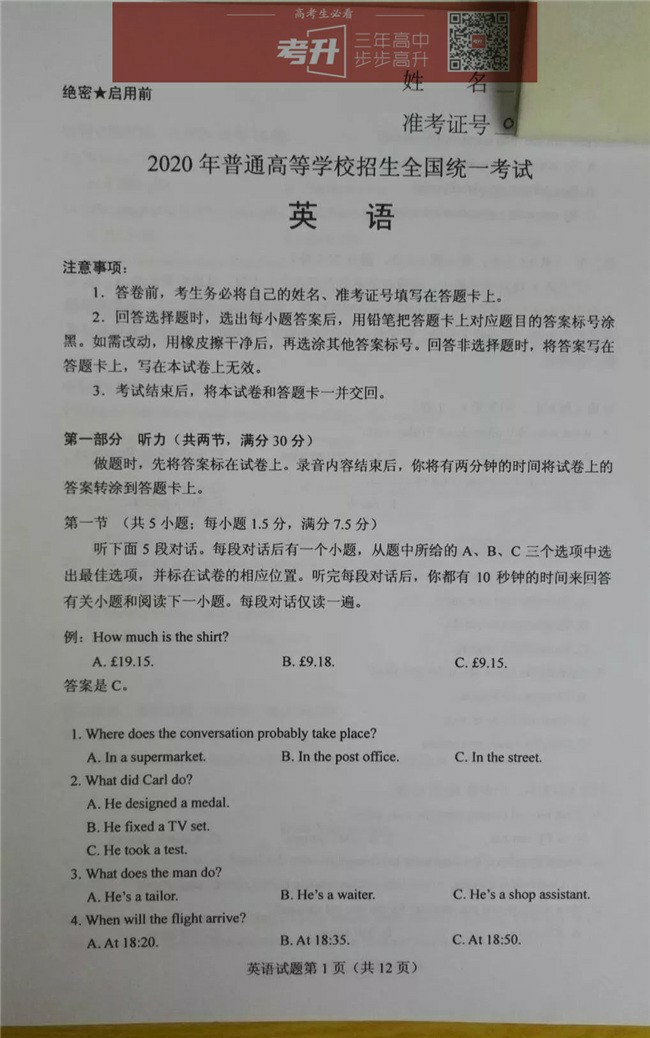 高考生必看
考升 三年高中
步步高升
绝密★启用前
姓 名
准考证号
2020 年普通高等学校招生全国统一考试
英 语
注意事项：
1．答卷前，考生务必将自己的姓名、准考证号填写在答题卡上。
2．回答选择题时，选出每小题答案后，用铅笔把答题卡上对应题目的答案标号涂
黑。如需改动，用橡皮擦干净后，再选涂其他答案标号。回答非选择题时，将答案写在
答题卡上，写在本试卷上无效。
3．考试结束后，将本试卷和答题卡一并交回。
第一部分 听力（共两节，满分 30 分）
做题时，先将答案标在试卷上。录音内容结束后，你将有两分钟的时间将试卷上的
答案转涂到答题卡上。
第一节 （共 5 小题；每小题 1.5 分，满分 7.5 分）
听下面 5 段对话。每段对话后有一个小题，从题中所给的 A、B、C 三个选项中选
出最佳选项，并标在试卷的相应位置。听完每段对话后，你都有 10 秒钟的时间来回答
有关小题和阅读下一小题。每段对话仅读一遍。
例：How much is the shirt?
A. £19.15. B. £9.18. C. £9.15.
答案是 C。
1. Where does the conversation probably take place?
A. In a supermarket. B. In the post office. C. In the street.
2. What did Carl do?
A. He designed a medal.
B. He fixed a TV set.
C. He took a test.
3. What does the man do?
A. He's a tailor. B. He's a waiter. C. He's a shop assistant.
4. When will the flight arrive?
A. At 18:20. B. At 18:35. C. At 18:50.
英语试题第 1 页（共 12 页）